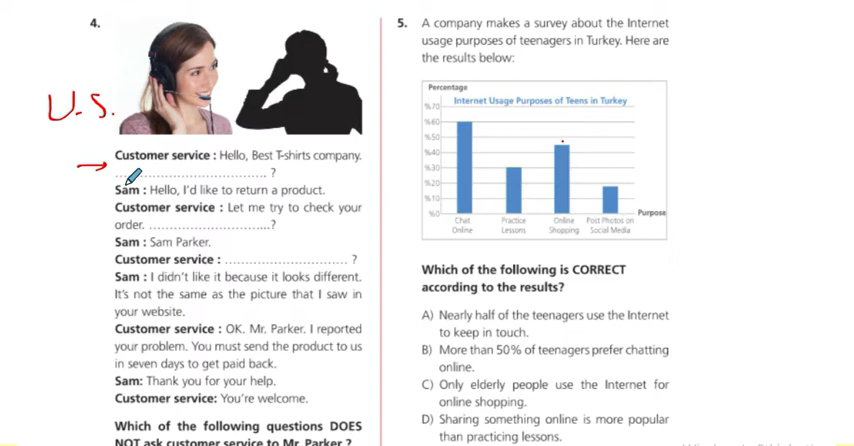 4.
U.S.
Customer service : Hello, Best T-shirts company.
............................................ ?
Sam : Hello, I'd like to return a product.
Customer service : Let me try to check your
order. ..............................?
Sam : Sam Parker.
Customer service : .............................. ?
Sam : I didn't like it because it looks different.
It's not the same as the picture that I saw in
your website.
Customer service : OK. Mr. Parker. I reported
your problem. You must send the product to us
in seven days to get paid back.
Sam: Thank you for your help.
Customer service: You're welcome.
Which of the following questions DOES
NOT ask customer service to Mr. Parker ?
5. A company makes a survey about the Internet
usage purposes of teenagers in Turkey. Here are
the results below:
Percentage
Internet Usage Purposes of Teens in Turkey
%70
%60
%50
%40
%30
%20
%10
%0
Chat
Online
Practice
Lessons
Online
Shopping
Post Photos on
Social Media
Purpose
Which of the following is CORRECT
according to the results?
A) Nearly half of the teenagers use the Internet
to keep in touch.
B) More than 50% of teenagers prefer chatting
online.
C) Only elderly people use the Internet for
online shopping.
D) Sharing something online is more popular
than practicing lessons.